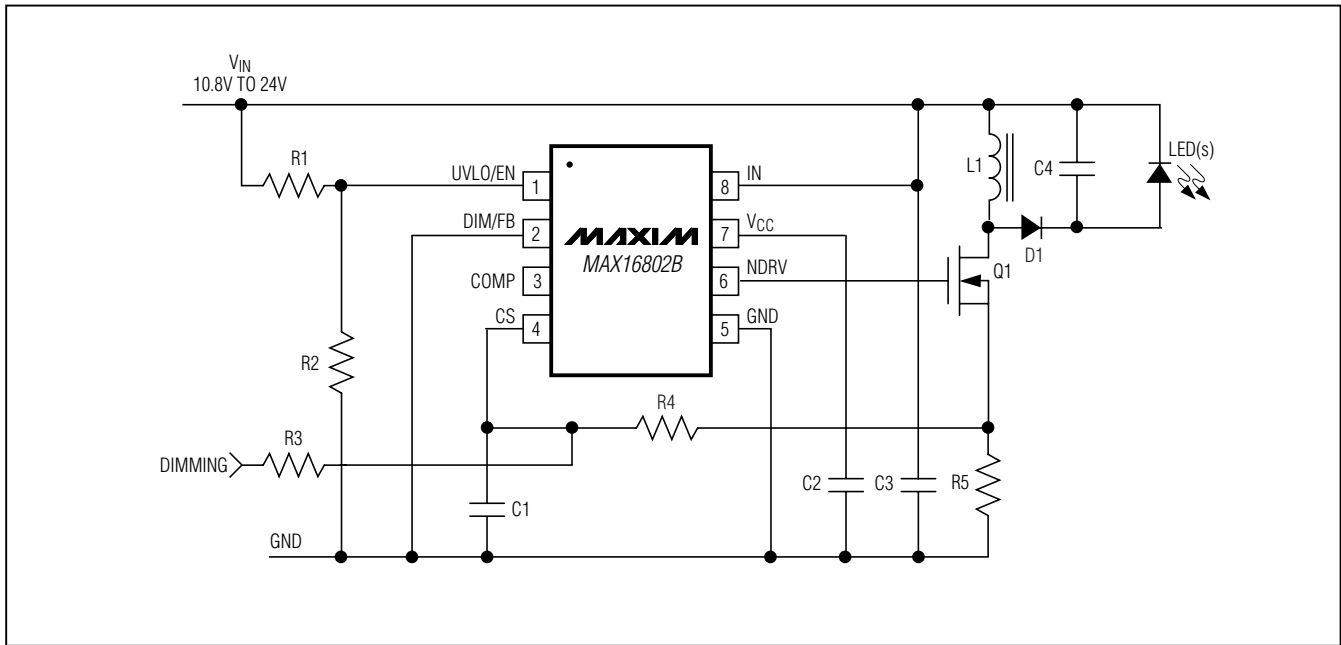 VIN
10.8V TO 24V
R1
UVLO/EN
1
DIM/FB
2
COMP
3
CS
4
MAXIM
MAX16802B
8
IN
7
VCC
6
NDRV
5
GND
L1
C4
LED(s)
D1
Q1
R2
R4
R3
DIMMING
C1
C2
C3
R5
GND